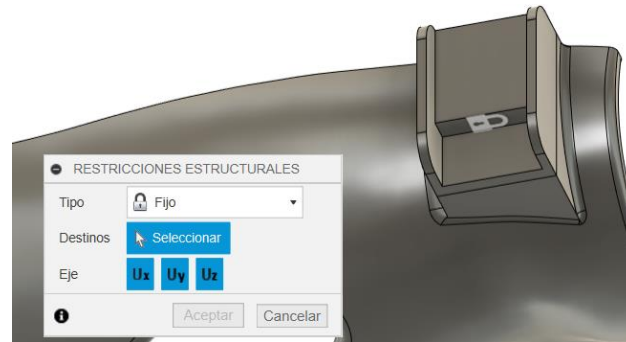 RESTRICCIONES ESTRUCTURALES
Tipo Fijo
Destinos Seleccionar
Eje Ux Uy Uz
Aceptar Cancelar